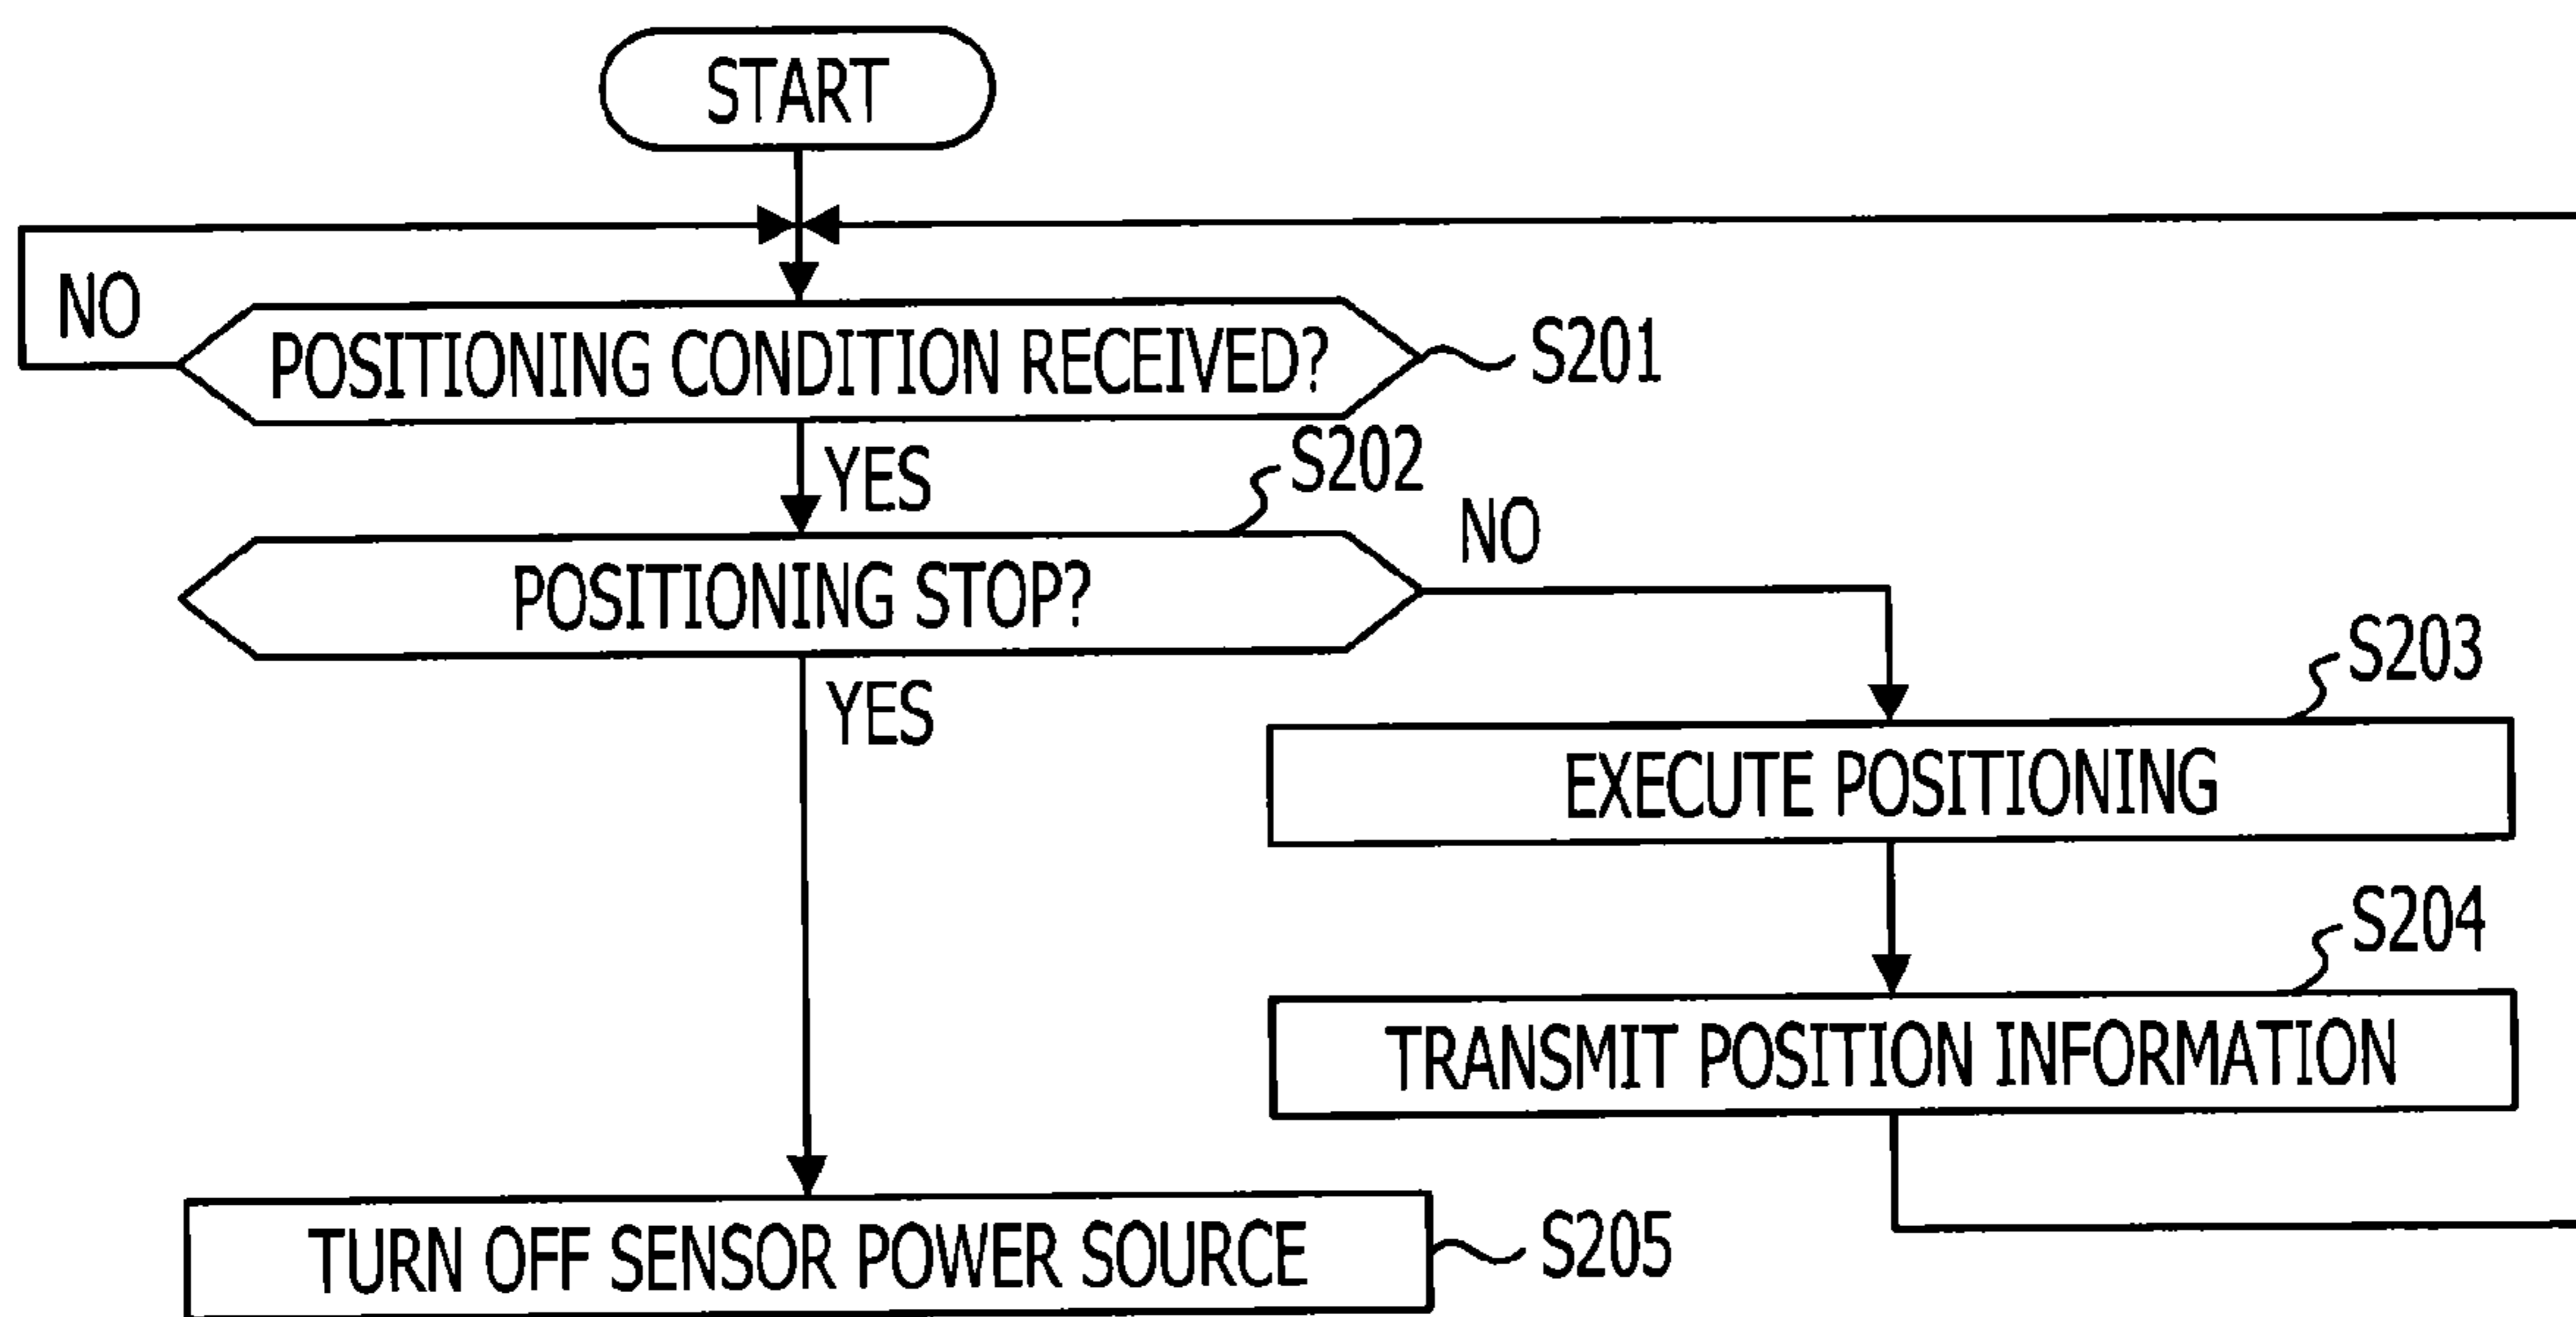 START
NO
POSITIONING CONDITION RECEIVED?
S201
YES
S202
POSITIONING STOP?
NO
YES
S203
EXECUTE POSITIONING
S204
TRANSMIT POSITION INFORMATION
TURN OFF SENSOR POWER SOURCE
S205